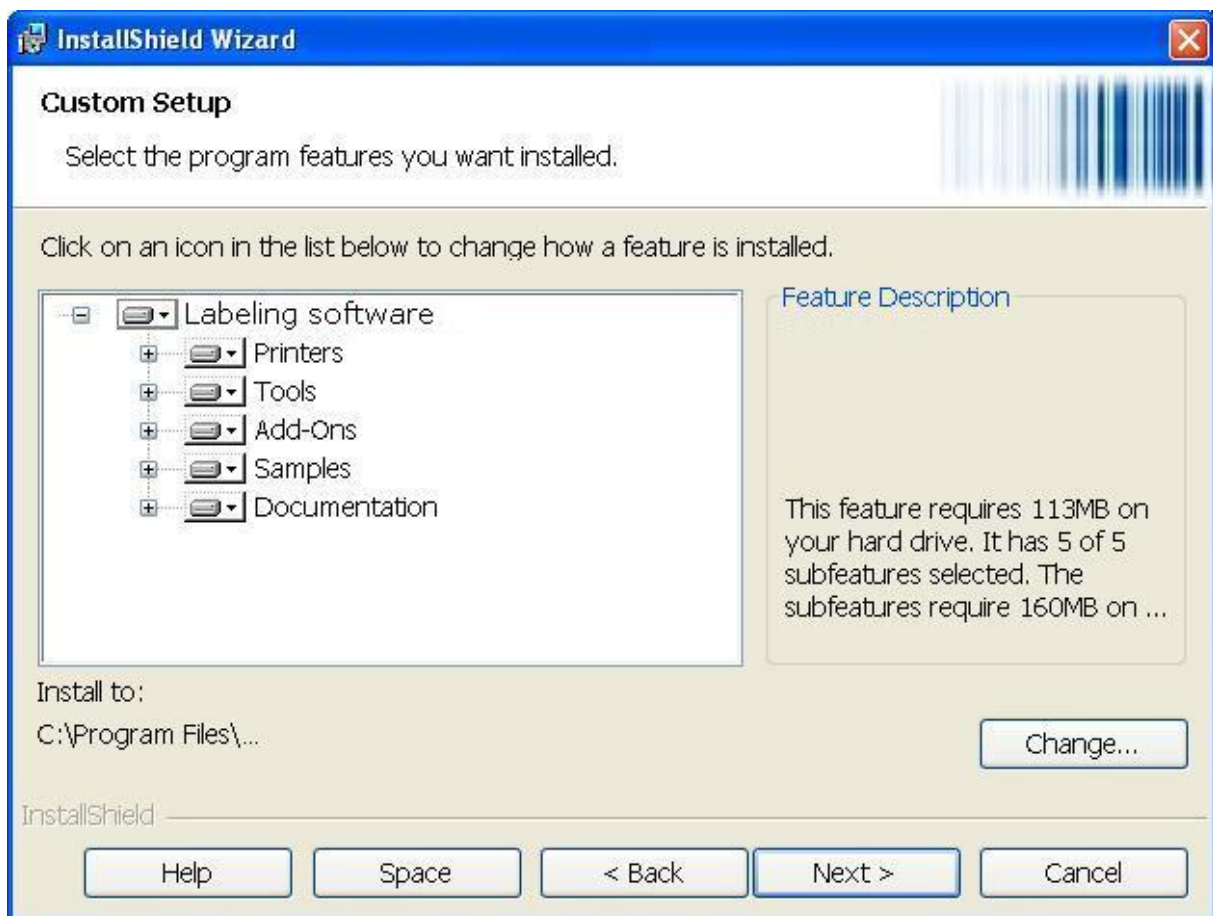 InstallShield Wizard
Custom Setup
Select the program features you want installed.
Click on an icon in the list below to change how a feature is installed.
Labeling software
Printers
Tools
Add-Ons
Samples
Documentation
Feature Description
This feature requires 113MB on
your hard drive. It has 5 of 5
subfeatures selected. The
subfeatures require 160MB on ...
Install to:
C:\Program Files\...
Change...
InstallShield
Help
Space
< Back
Next >
Cancel